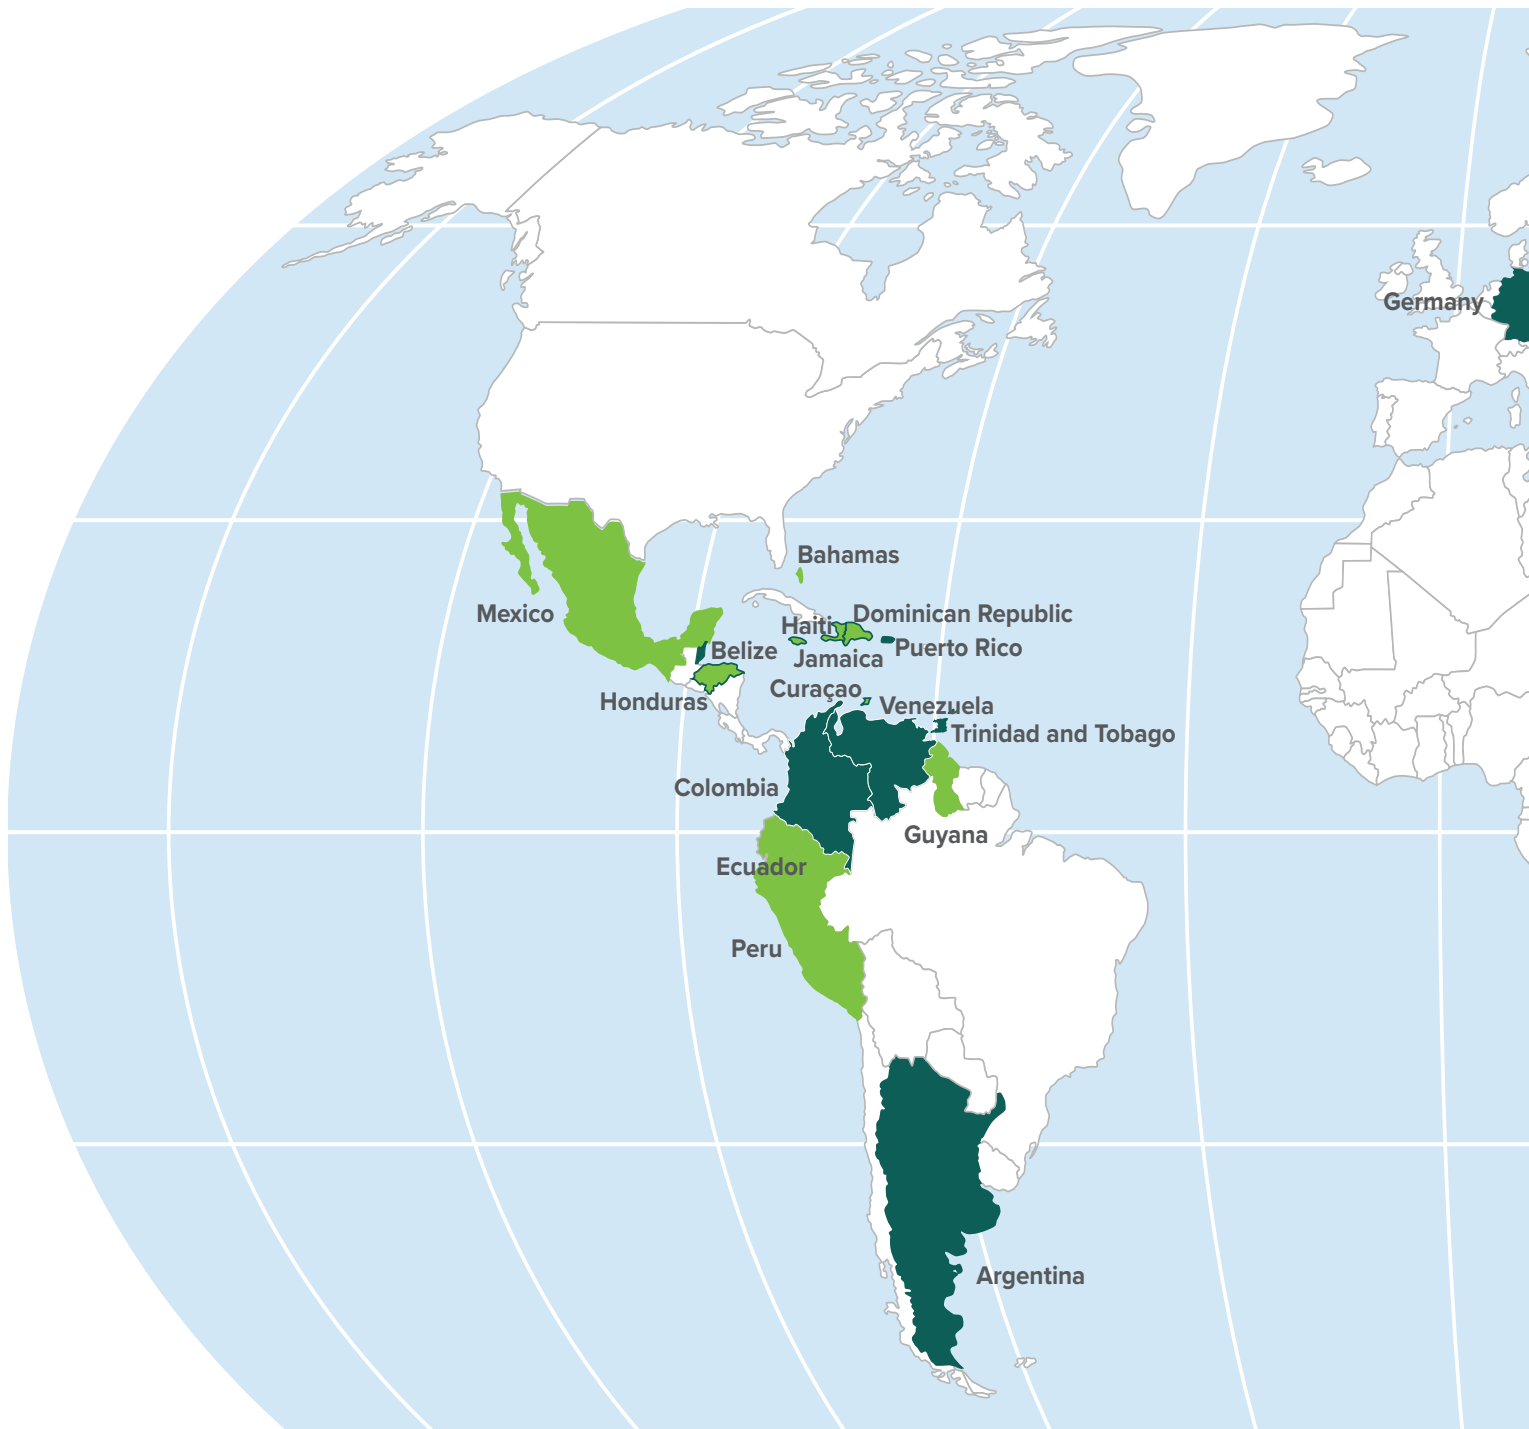 Germany
Bahamas
Mexico
Dominican Republic
Haiti
Puerto Rico
Belize
Jamaica
Curaçao
Honduras
Venezuela
Trinidad and Tobago
Colombia
Guyana
Ecuador
Peru
Argentina